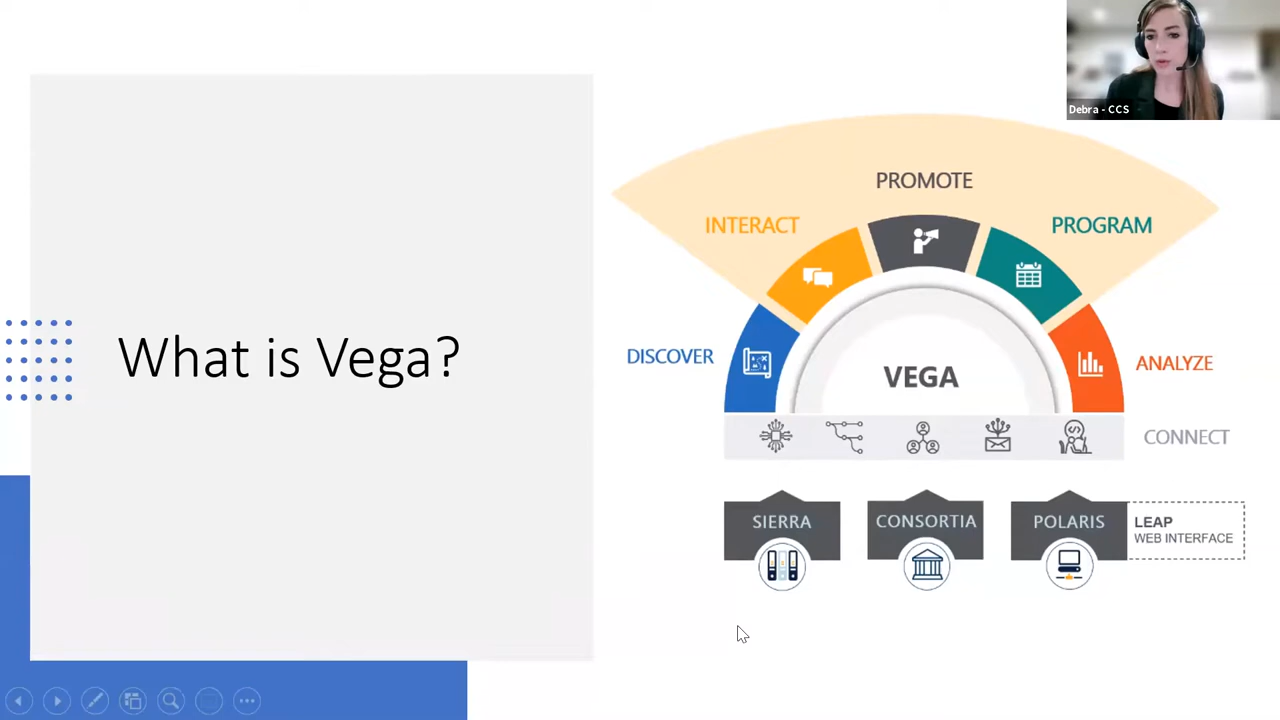 Debra - CCS
What is Vega?
PROMOTE
INTERACT
PROGRAM
DISCOVER
ANALYZE
VEGA
CONNECT
SIERRA
CONSORTIA
POLARIS
LEAP
WEB INTERFACE